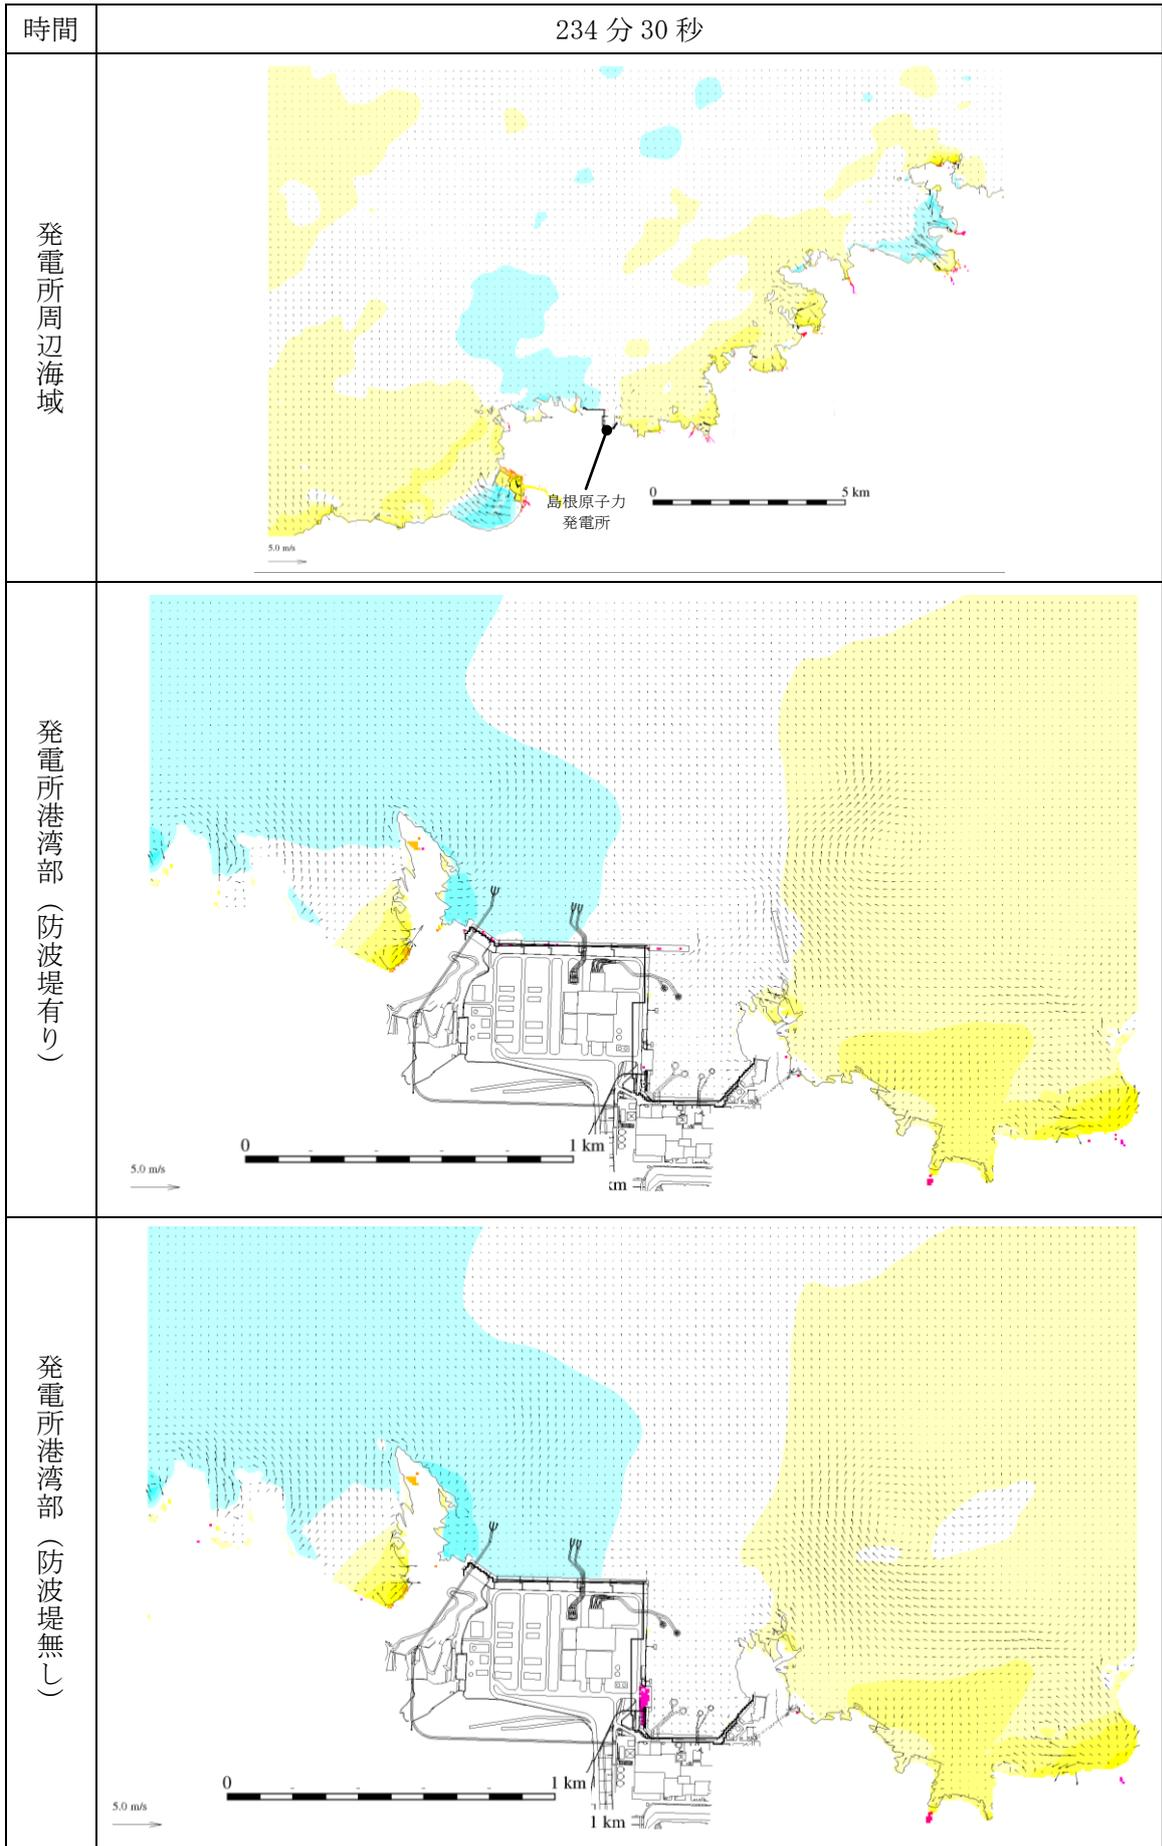 時間
234 分 30 秒
発電所周辺海域
島根原子力
発電所
0 5 km
5.0 m/s
発電所港湾部（防波堤有り）
0 1 km
5.0 m/s
km
発電所港湾部（防波堤無し）
0 1 km
5.0 m/s
1 km